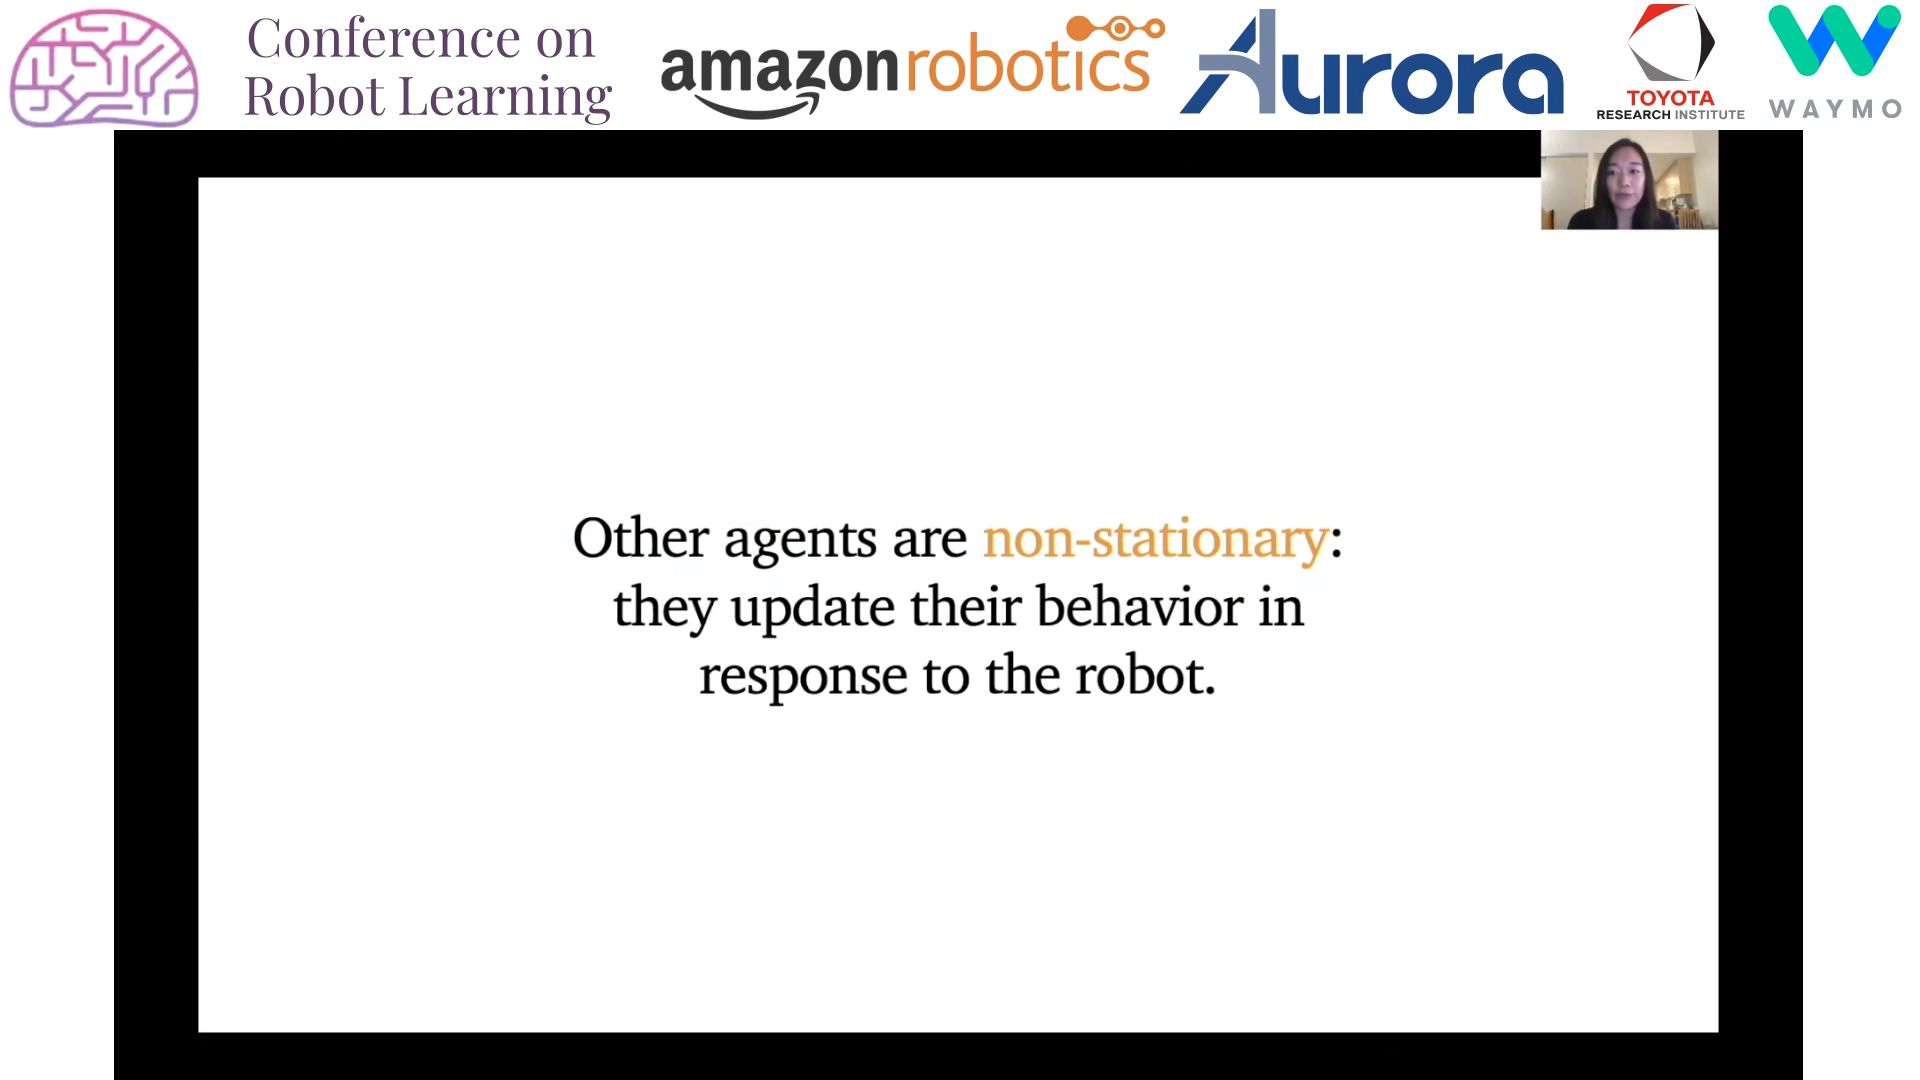 Conference on
Robot Learning
amazon robotics
Aurora
TOYOTA
RESEARCH INSTITUTE
WAYMO
Other agents are non-stationary:
they update their behavior in
response to the robot.